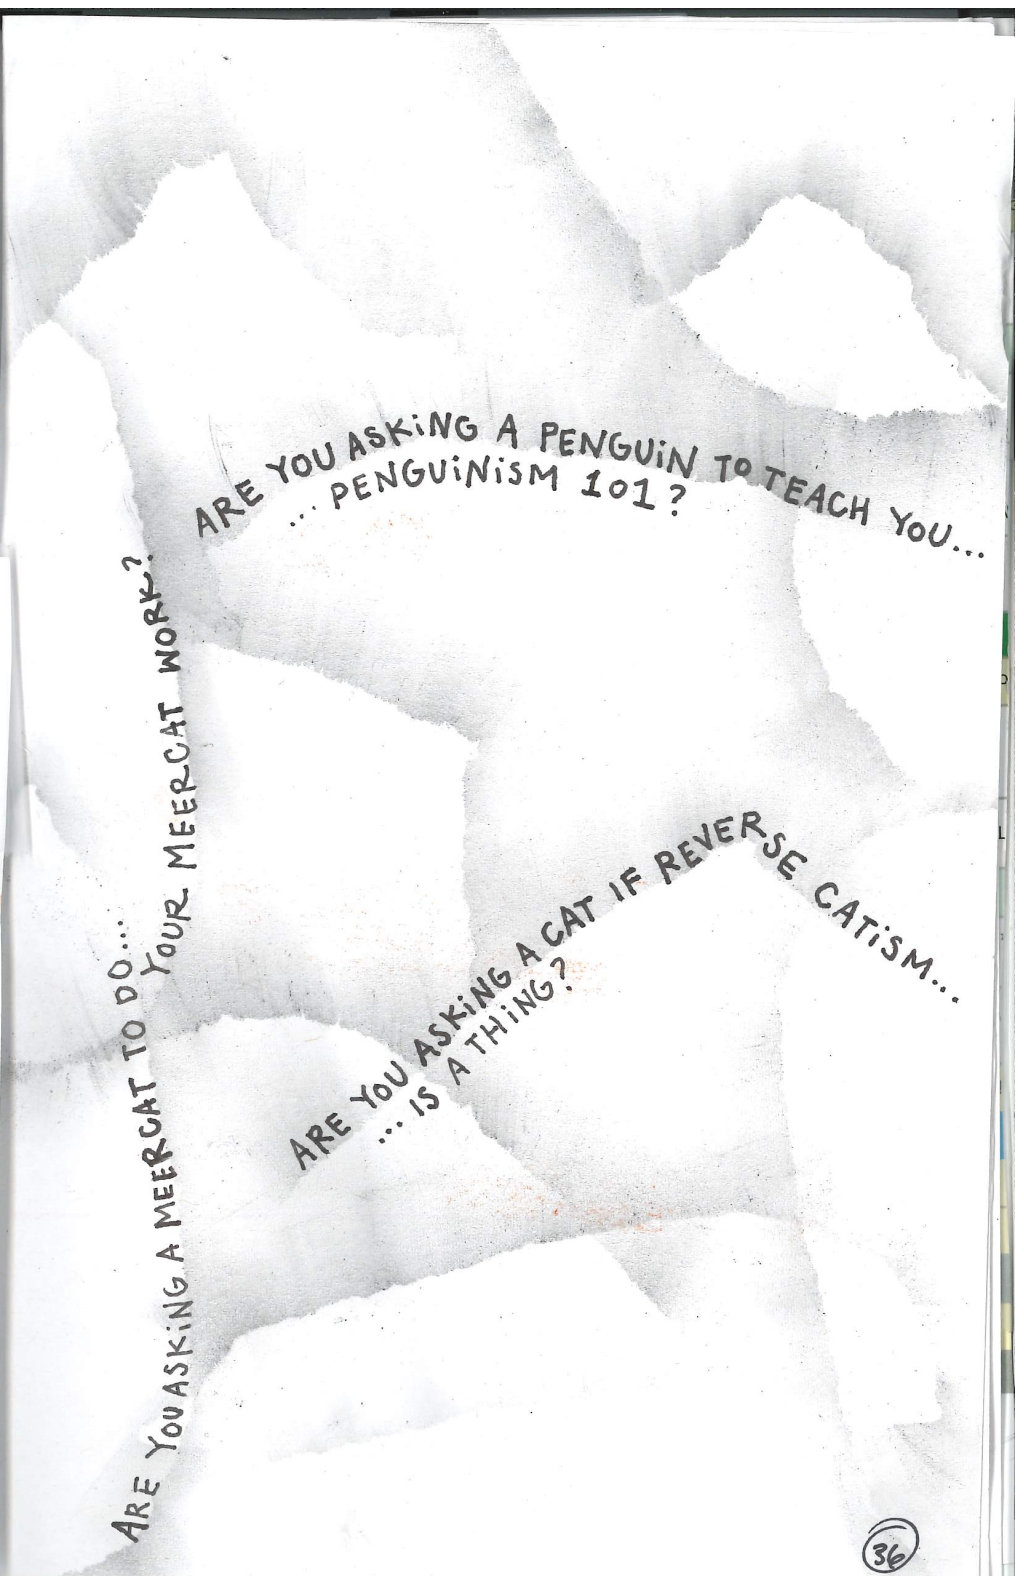 ARE YOU ASKiNG A PENGUiN TO TEACH YOU...
... PENGUiNiSM 101?
ARE YOU ASKiNG A MEERCAT TO DO...
YOUR MEERCAT WORK?
ARE YOU ASKiNG A CAT IF REVERSE CATiSM...
... IS A THiNG?
36